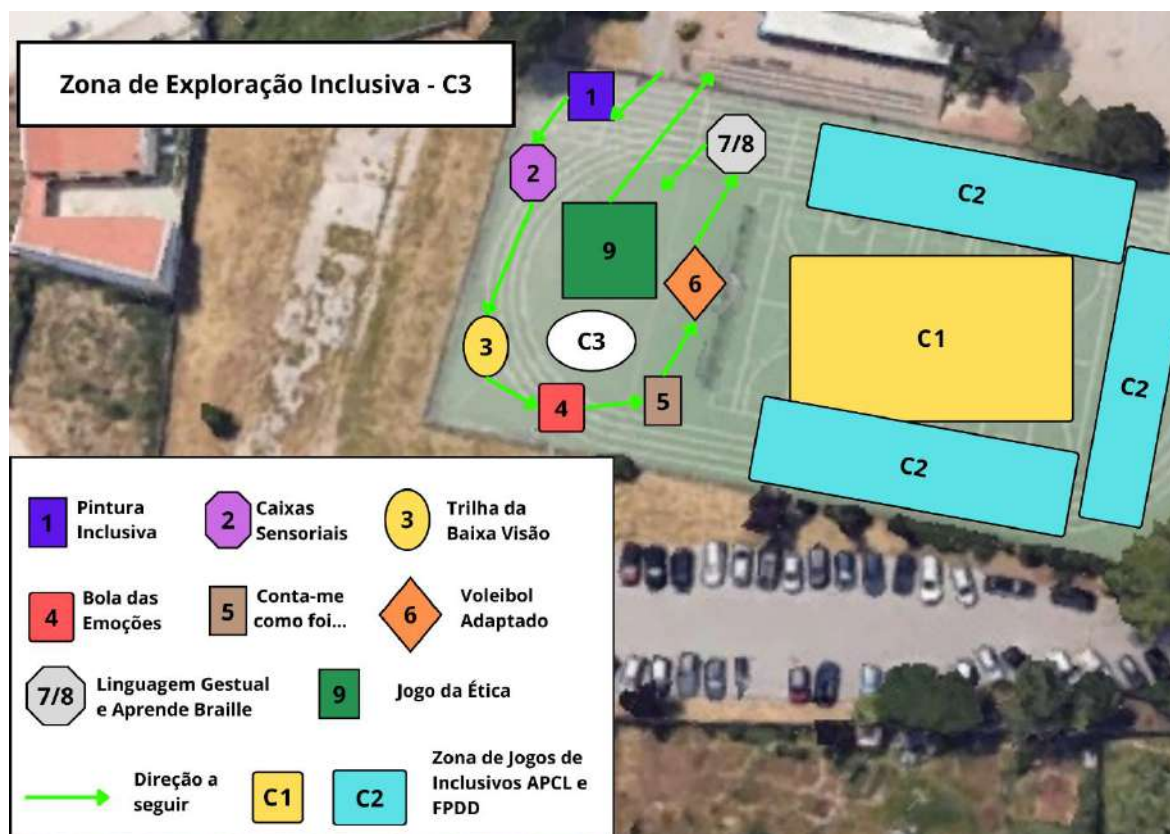 Zona de Exploração Inclusiva - C3
1
2
7/8
C2
9
6
C1
3
C3
C2
4
5
C2
1
Pintura
Inclusiva
2
Caixas
Sensoriais
3
Trilha da
Baixa Visão
4
Bola das
Emoções
5
Conta-me
como foi...
6
Voleibol
Adaptado
7/8
Linguagem Gestual
e Aprende Braille
9
Jogo da Ética
Direção a
seguir
C1
C2
Zona de Jogos de
Inclusivos APCL e
FPDD